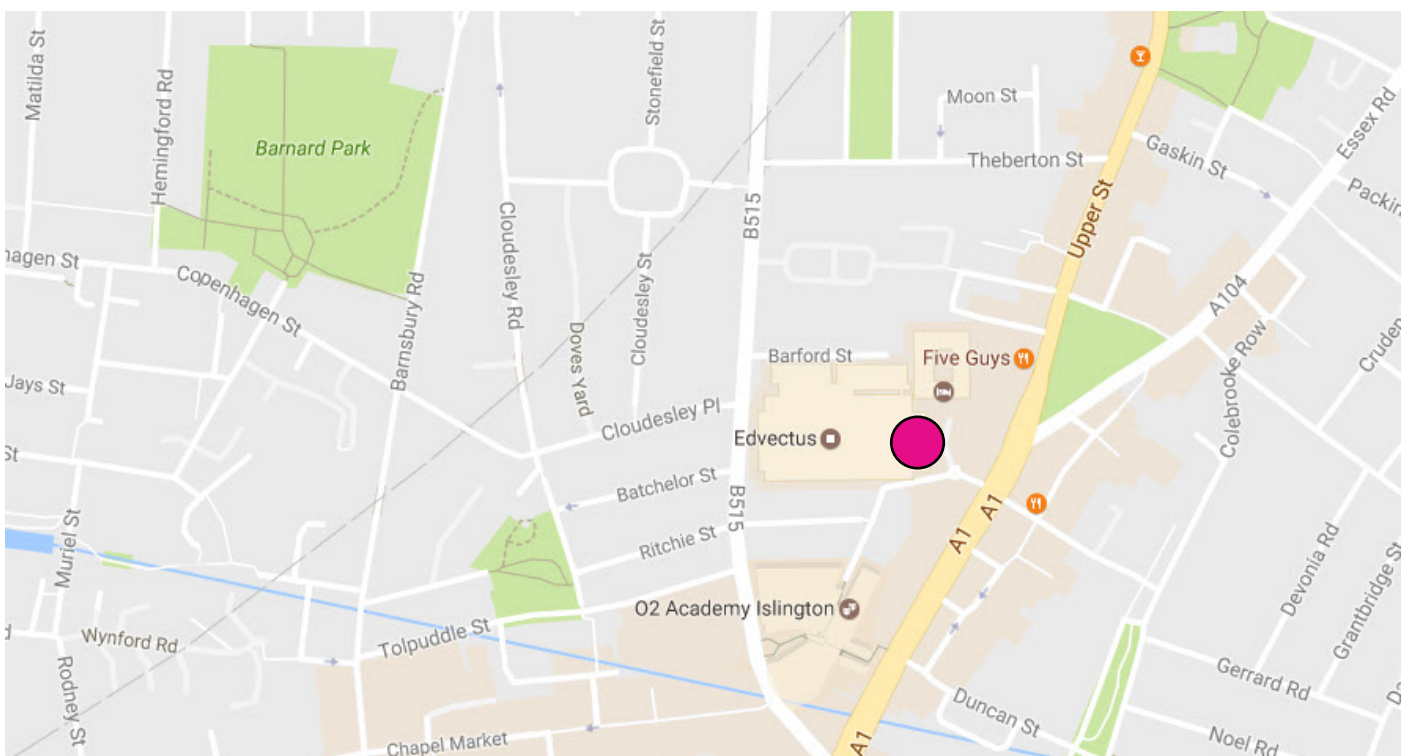 Matilda St
Hemingford Rd
Barnard Park
Stonefield St
Moon St
Theberton St
Gaskin St
Essex Rd
Packin
B515
Upper St
hagen St
Copenhagen St
Barnsbury Rd
Cloudesley Rd
Cloudesley St
Doves Yard
A104
Colebrooke Row
Cruden
Barford St
Five Guys
Jays St
Cloudesley Pl
Edvectus
St
Batchelor St
B515
A1
A1
Ritchie St
Muriel St
Devonia Rd
Grantbridge St
O2 Academy Islington
d
Wynford Rd
Tolpuddle St
Rodney St
Gerrard Rd
Duncan St
Noel Rd
Da
Chapel Market
A1